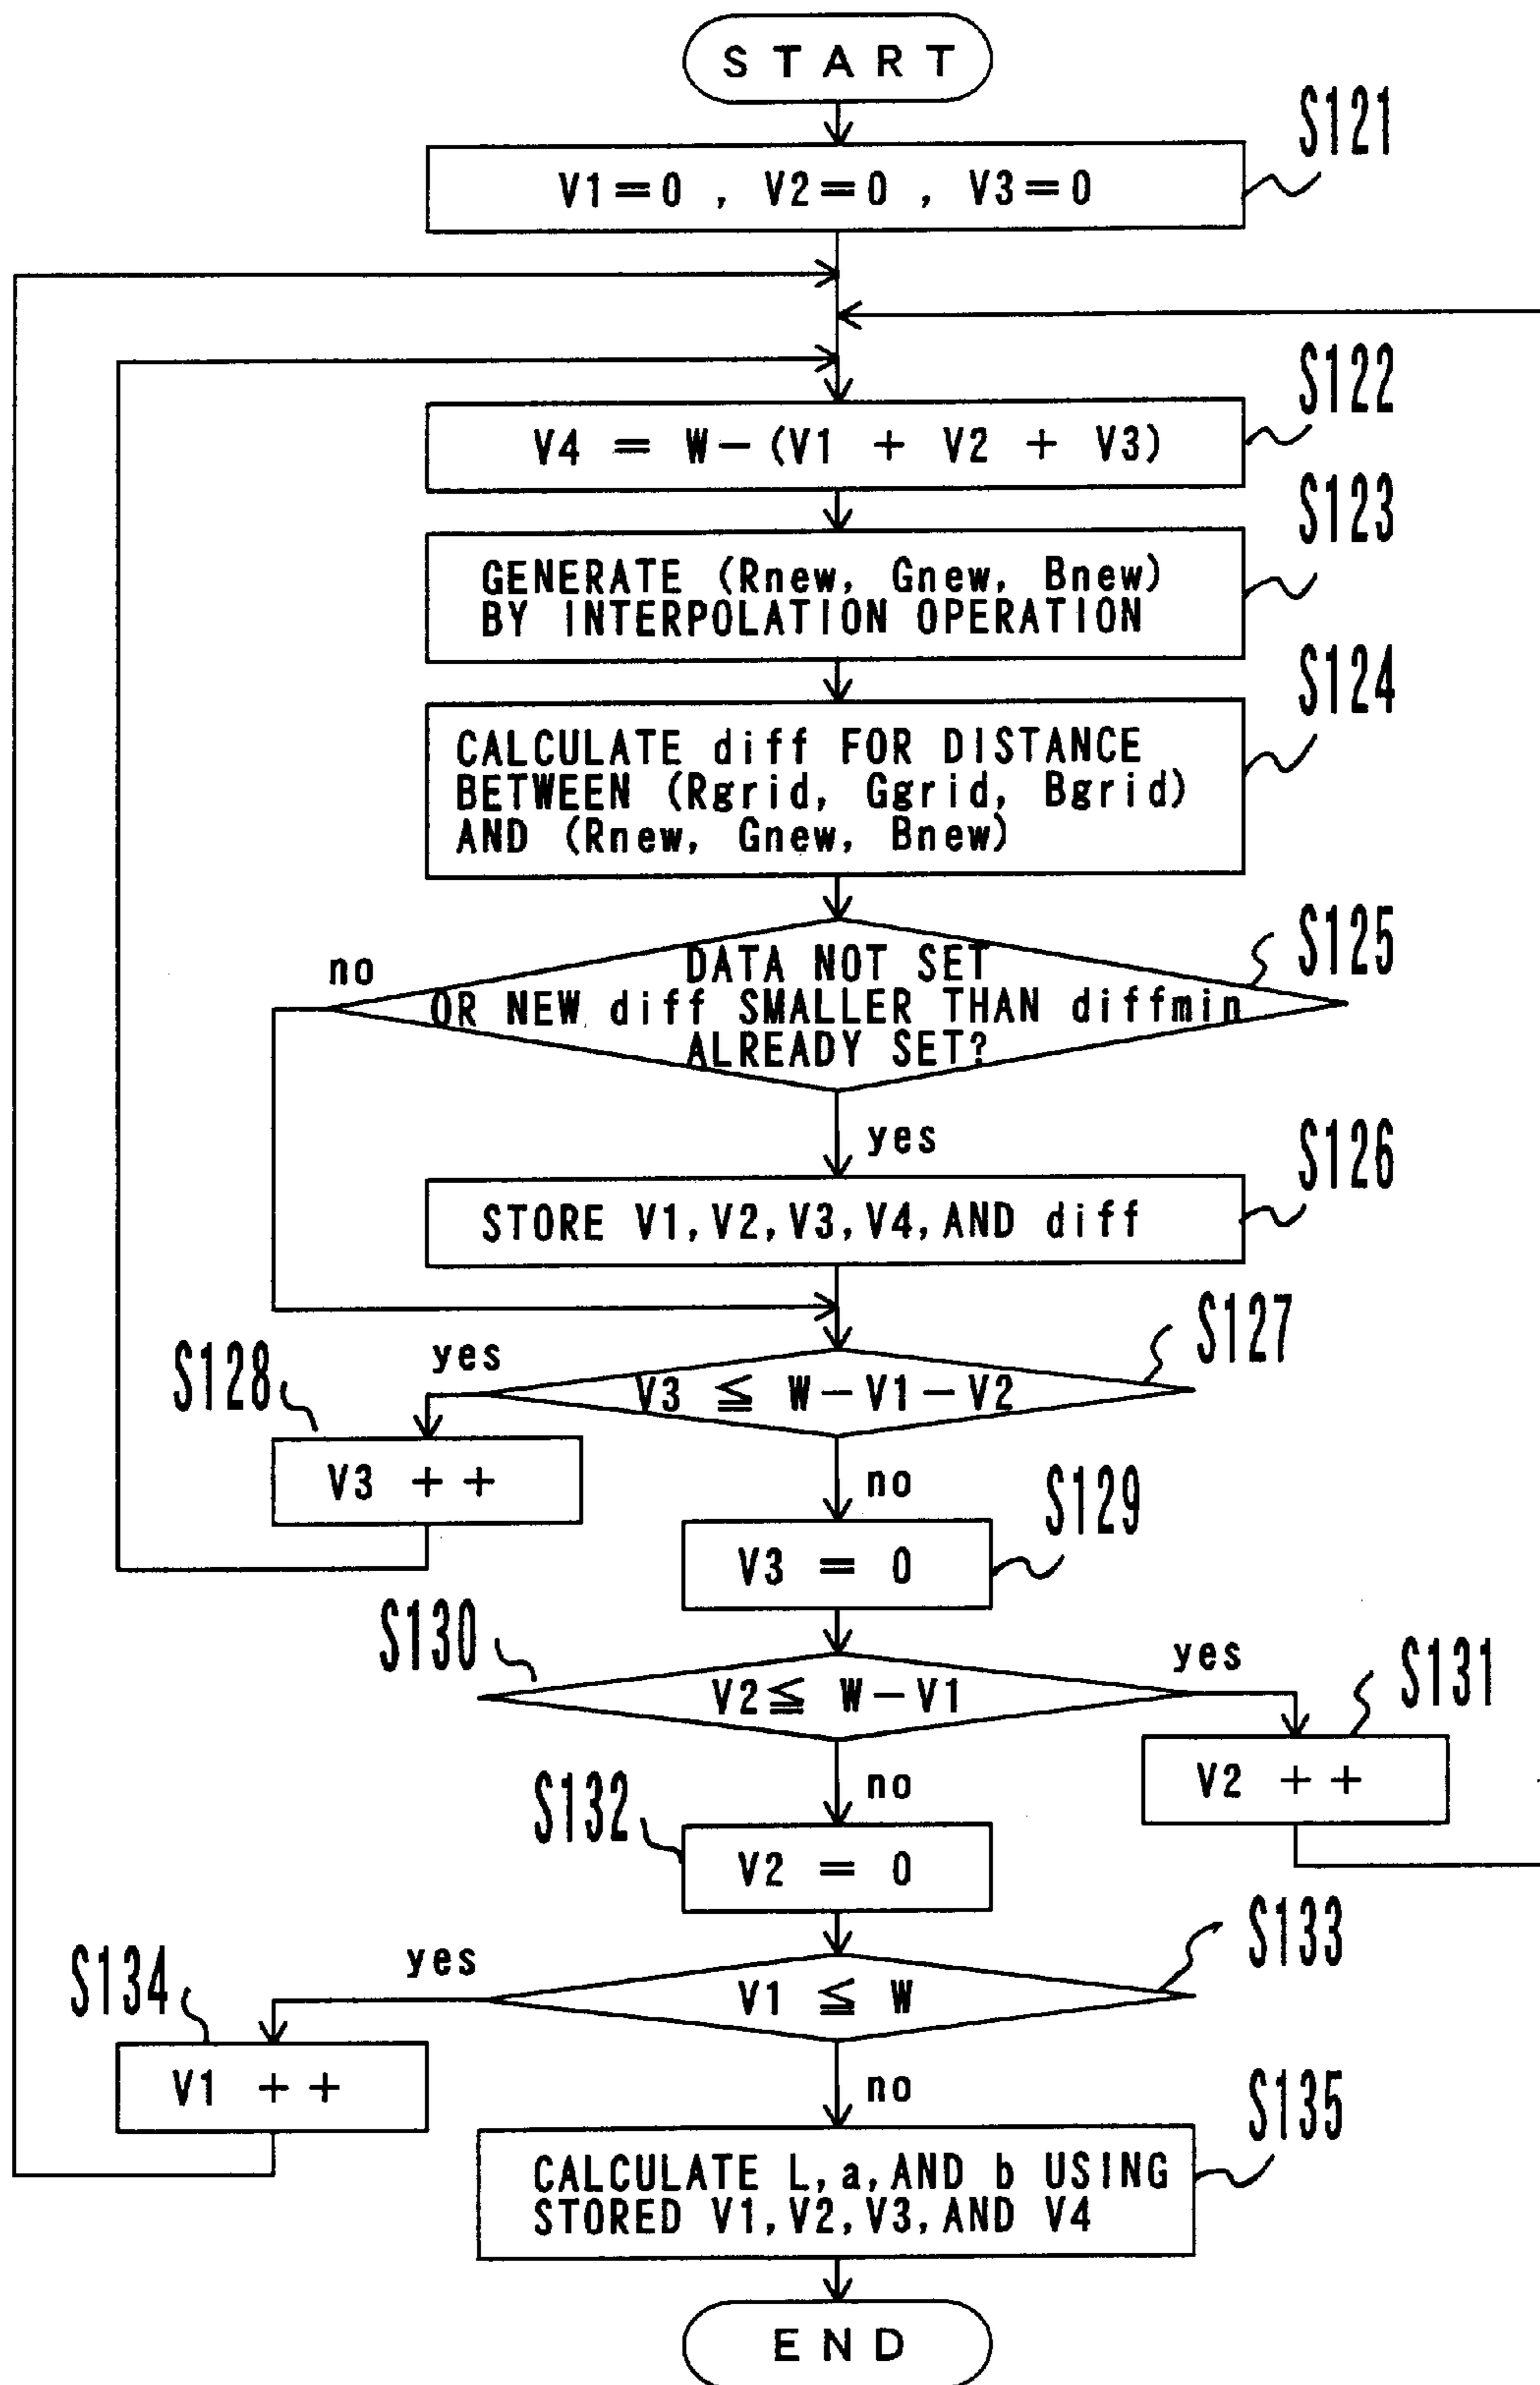 START
S121
V1=0 , V2=0 , V3=0
S122
V4 = W-(V1 + V2 + V3)
S123
GENERATE (Rnew, Gnew, Bnew)
BY INTERPOLATION OPERATION
S124
CALCULATE diff FOR DISTANCE
BETWEEN (Rgrid, Ggrid, Bgrid)
AND (Rnew, Gnew, Bnew)
S125
no
DATA NOT SET
OR NEW diff SMALLER THAN diffmin
ALREADY SET?
yes
S126
STORE V1,V2,V3,V4,AND diff
S127
yes
S128
V3 ≦ W-V1-V2
V3 ++
no
S129
V3 = 0
S130
yes
S131
V2≦ W-V1
V2 ++
no
S132
V2 = 0
S133
yes
S134
V1 ≦ W
V1 ++
no
S135
CALCULATE L,a,AND b USING
STORED V1,V2,V3,AND V4
END